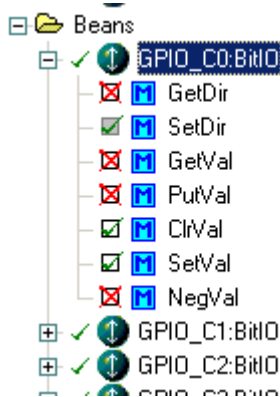 Beans
GPIO_C0:BitIO
M GetDir
M SetDir
M GetVal
M PutVal
M ClrVal
M SetVal
M NegVal
GPIO_C1:BitIO
GPIO_C2:BitIO